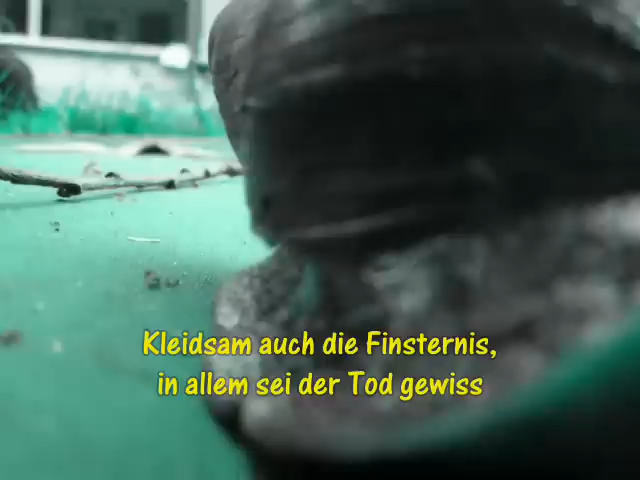 Kleidsam auch die Finsternis,
in allem sei der Tod gewiss